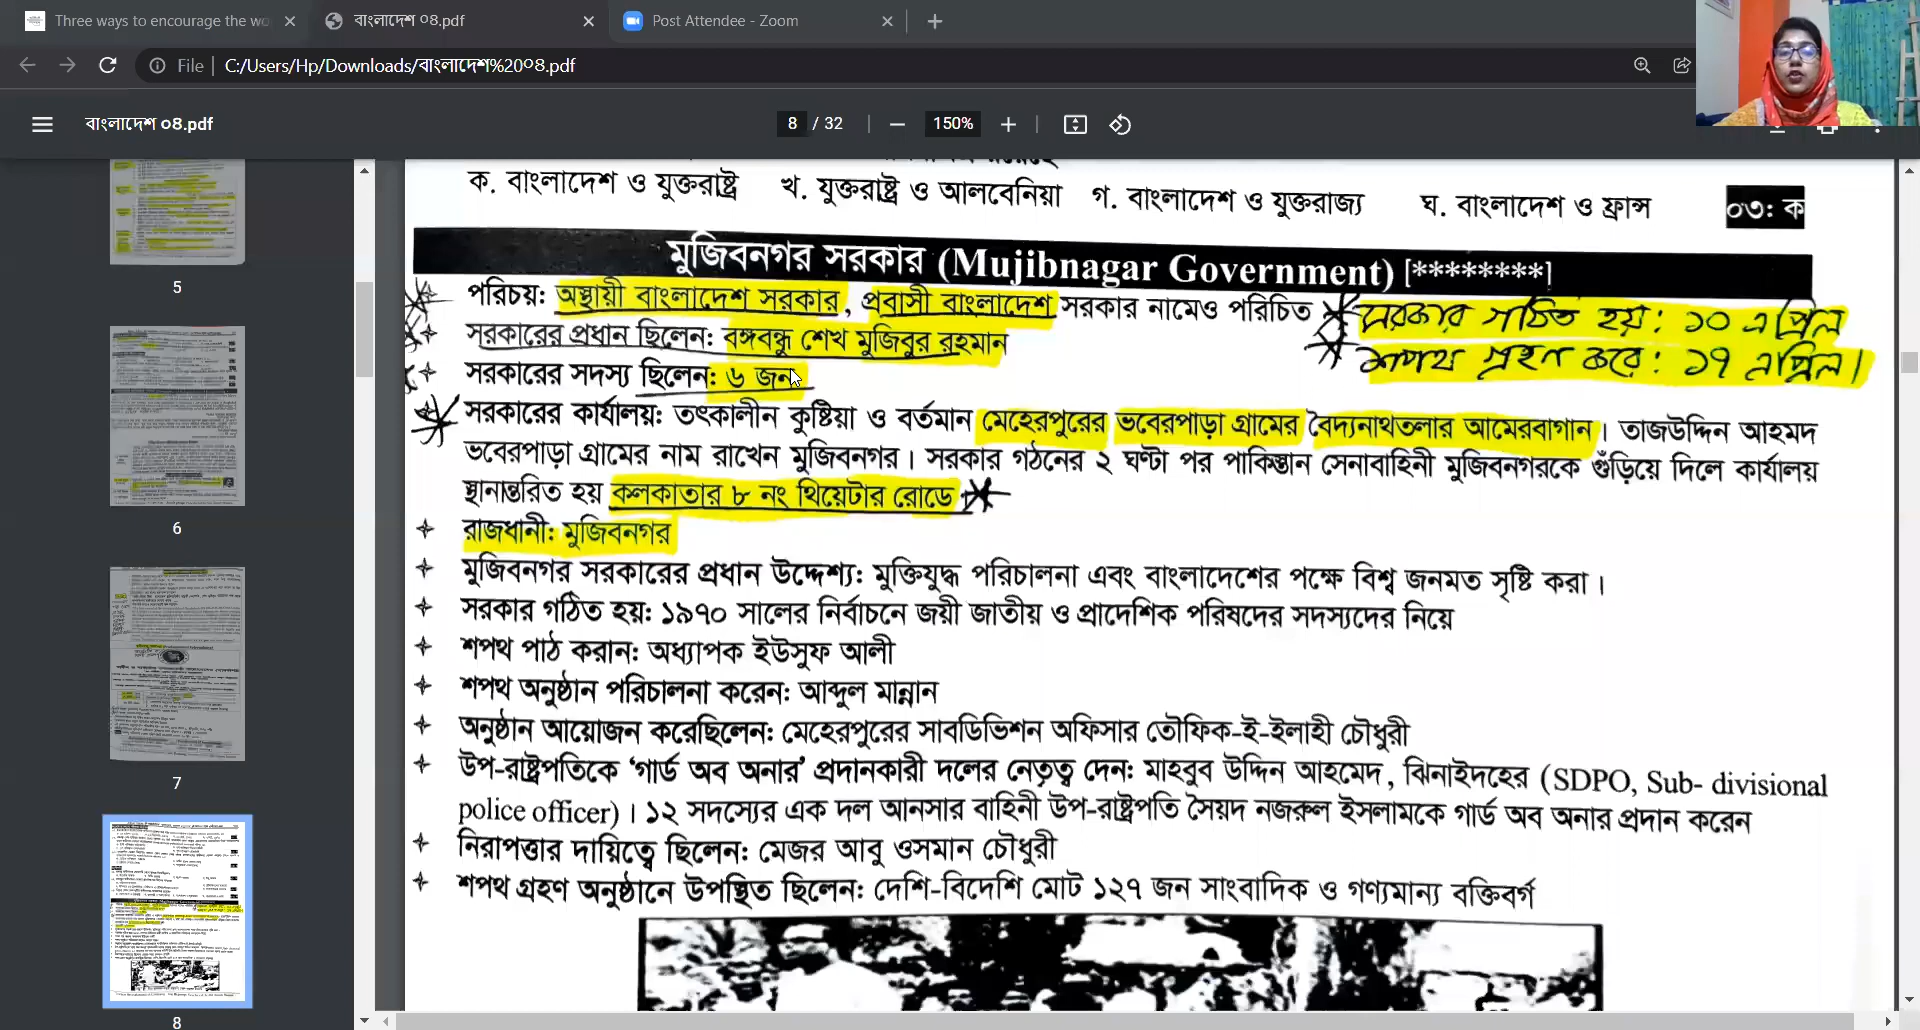 Three ways to encourage the wo
বাংলাদেশ ০৪.pdf
Post Attendee - Zoom
File
C:/Users/Hp/Downloads/বাংলাদেশ%20০৪.pdf
বাংলাদেশ ০৪.pdf
8 / 32
150%
5
6
7
8
ক. বাংলাদেশ ও যুক্তরাষ্ট্র খ. যুক্তরাষ্ট্র ও আলবেনিয়া গ. বাংলাদেশ ও যুক্তরাজ্য ঘ. বাংলাদেশ ও ফ্রান্স ০৩: ক
মুজিবনগর সরকার (Mujibnagar Government) [********]
পরিচয়: অস্থায়ী বাংলাদেশ সরকার, প্রবাসী বাংলাদেশ সরকার নামেও পরিচিত
সরকার গঠিত হয়: ১০ এপ্রিল
সরকারের প্রধান ছিলেন: বঙ্গবন্ধু শেখ মুজিবুর রহমান
শপথ গ্রহন করে: ১৭ এপ্রিল।
সরকারের সদস্য ছিলেন: ৬ জন
সরকারের কার্যালয়: তৎকালীন কুষ্টিয়া ও বর্তমান মেহেরপুরের ভবেরপাড়া গ্রামের বৈদ্যনাথতলার আমেরবাগান। তাজউদ্দিন আহমদ
ভবেরপাড়া গ্রামের নাম রাখেন মুজিবনগর। সরকার গঠনের ২ ঘণ্টা পর পাকিস্তান সেনাবাহিনী মুজিবনগরকে গুঁড়িয়ে দিলে কার্যালয়
স্থানান্তরিত হয় কলকাতার ৮ নং থিয়েটার রোডে
রাজধানী: মুজিবনগর
মুজিবনগর সরকারের প্রধান উদ্দেশ্য: মুক্তিযুদ্ধ পরিচালনা এবং বাংলাদেশের পক্ষে বিশ্ব জনমত সৃষ্টি করা।
সরকার গঠিত হয়: ১৯৭০ সালের নির্বাচনে জয়ী জাতীয় ও প্রাদেশিক পরিষদের সদস্যদের নিয়ে
শপথ পাঠ করান: অধ্যাপক ইউসুফ আলী
শপথ অনুষ্ঠান পরিচালনা করেন: আব্দুল মান্নান
অনুষ্ঠান আয়োজন করেছিলেন: মেহেরপুরের সাবডিভিশন অফিসার তৌফিক-ই-ইলাহী চৌধুরী
উপ-রাষ্ট্রপতিকে ‘গার্ড অব অনার’ প্রদানকারী দলের নেতৃত্ব দেন: মাহবুব উদ্দিন আহমেদ, ঝিনাইদহের (SDPO, Sub- divisional
police officer)। ১২ সদস্যের এক দল আনসার বাহিনী উপ-রাষ্ট্রপতি সৈয়দ নজরুল ইসলামকে গার্ড অব অনার প্রদান করেন
নিরাপত্তার দায়িত্বে ছিলেন: মেজর আবু ওসমান চৌধুরী
শপথ গ্রহণ অনুষ্ঠানে উপস্থিত ছিলেন: দেশি-বিদেশি মোট ১২৭ জন সাংবাদিক ও গণ্যমান্য ব্যক্তিবর্গ